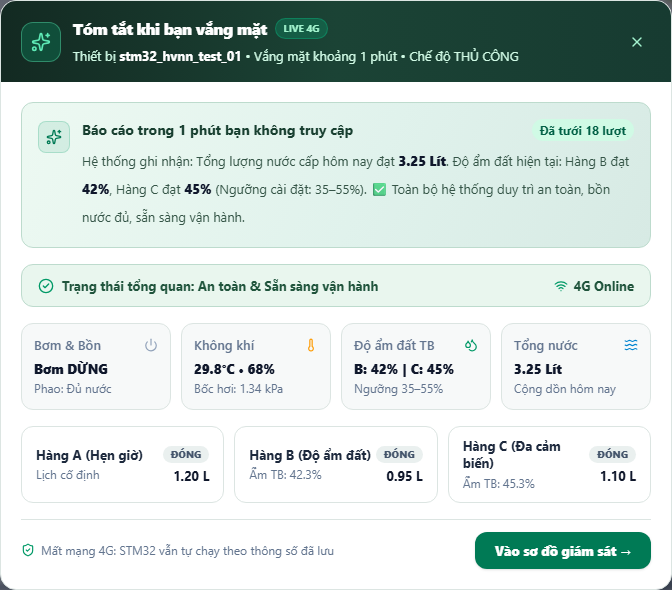 Tóm tắt khi bạn vắng mặt LIVE 4G
Thiết bị stm32_hvnn_test_01 • Vắng mặt khoảng 1 phút • Chế độ THỦ CÔNG
Báo cáo trong 1 phút bạn không truy cập
Đã tưới 18 lượt
Hệ thống ghi nhận: Tổng lượng nước cấp hôm nay đạt 3.25 Lít. Độ ẩm đất hiện tại: Hàng B đạt
42%, Hàng C đạt 45% (Ngưỡng cài đặt: 35–55%). ✅ Toàn bộ hệ thống duy trì an toàn, bồn
nước đủ, sẵn sàng vận hành.
Trạng thái tổng quan: An toàn & Sẵn sàng vận hành
4G Online
Bơm & Bồn
Bơm DỪNG
Phao: Đủ nước
Không khí
29.8°C • 68%
Bốc hơi: 1.34 kPa
Độ ẩm đất TB
B: 42% | C: 45%
Ngưỡng 35–55%
Tổng nước
3.25 Lít
Cộng dồn hôm nay
Hàng A (Hẹn giờ) ĐÓNG
Lịch cố định 1.20 L
Hàng B (Độ ẩm đất) ĐÓNG
Ẩm TB: 42.3% 0.95 L
Hàng C (Đa cảm
biến)
ĐÓNG
Ẩm TB: 45.3% 1.10 L
Mất mạng 4G: STM32 vẫn tự chạy theo thông số đã lưu
Vào sơ đồ giám sát →